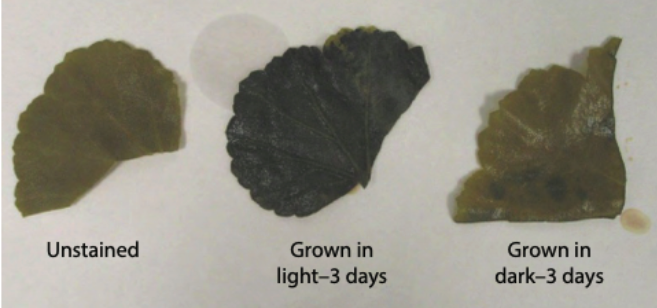 Unstained
Grown in
light–3 days
Grown in
dark–3 days